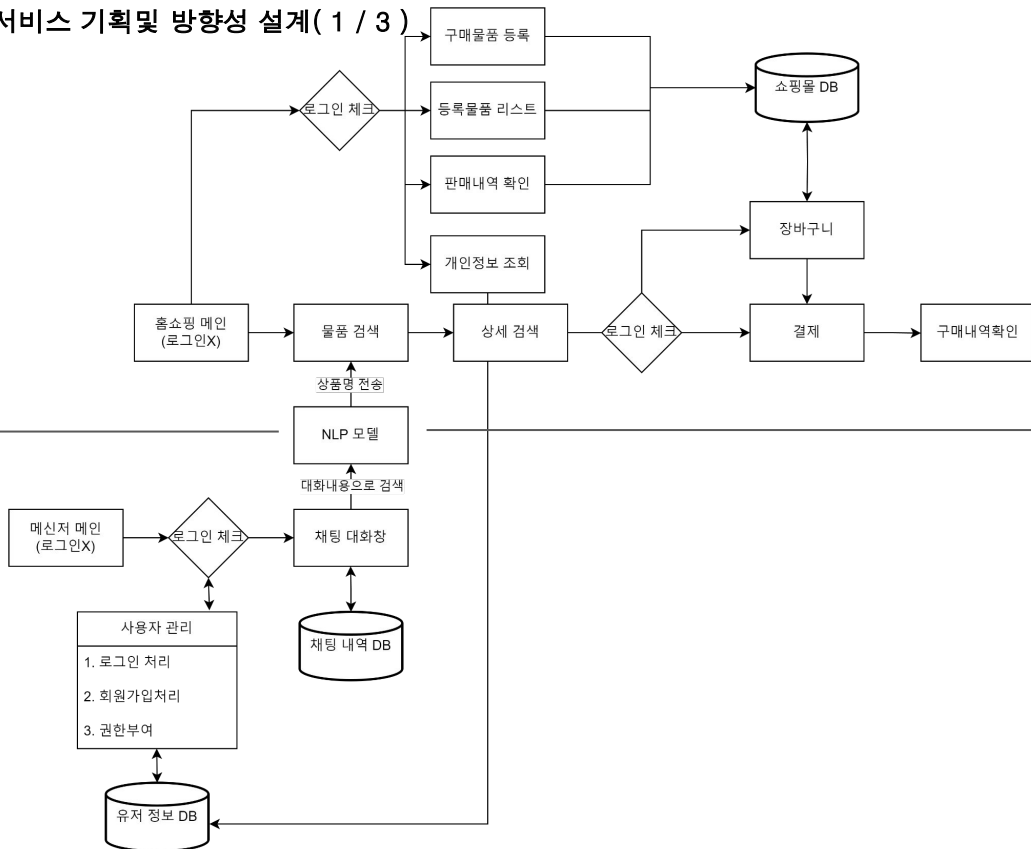 서비스 기획및 방향성 설계( 1 / 3 )
구매물품 등록
쇼핑몰 DB
로그인 체크
등록물품 리스트
판매내역 확인
장바구니
개인정보 조회
홈쇼핑 메인
(로그인X)
물품 검색
상세 검색
로그인 체크
결제
구매내역확인
상품명 전송
NLP 모델
대화내용으로 검색
메신저 메인
(로그인X)
로그인 체크
채팅 대화창
사용자 관리
1. 로그인 처리
2. 회원가입처리
3. 권한부여
채팅 내역 DB
유저 정보 DB